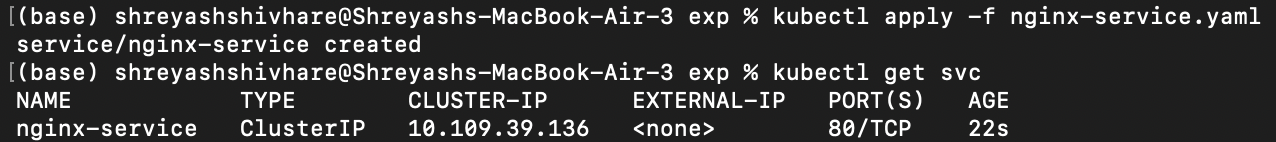 [(base) shreyashshivhare@Shreyashs-MacBook-Air-3 exp % kubectl apply -f nginx-service.yaml
service/nginx-service created
[(base) shreyashshivhare@Shreyashs-MacBook-Air-3 exp % kubectl get svc
NAME TYPE CLUSTER-IP EXTERNAL-IP PORT(S) AGE
nginx-service ClusterIP 10.109.39.136 <none> 80/TCP 22s